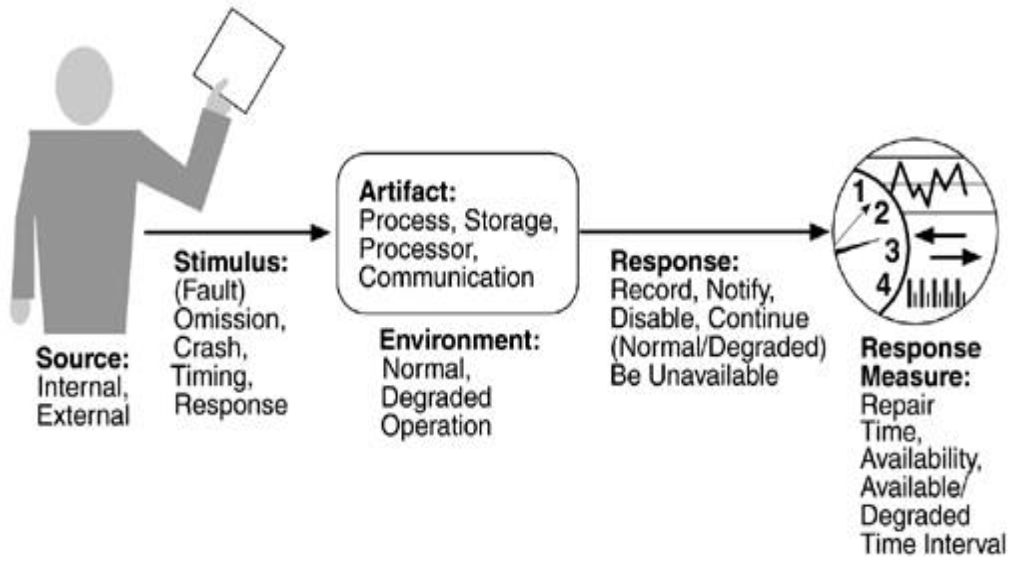 Source:
Internal,
External
Stimulus:
(Fault)
Omission,
Crash,
Timing,
Response
Artifact:
Process, Storage,
Processor,
Communication
Environment:
Normal,
Degraded
Operation
Response:
Record, Notify,
Disable, Continue
(Normal/Degraded)
Be Unavailable
1
2
3
4
Response
Measure:
Repair
Time,
Availability,
Available/
Degraded
Time Interval